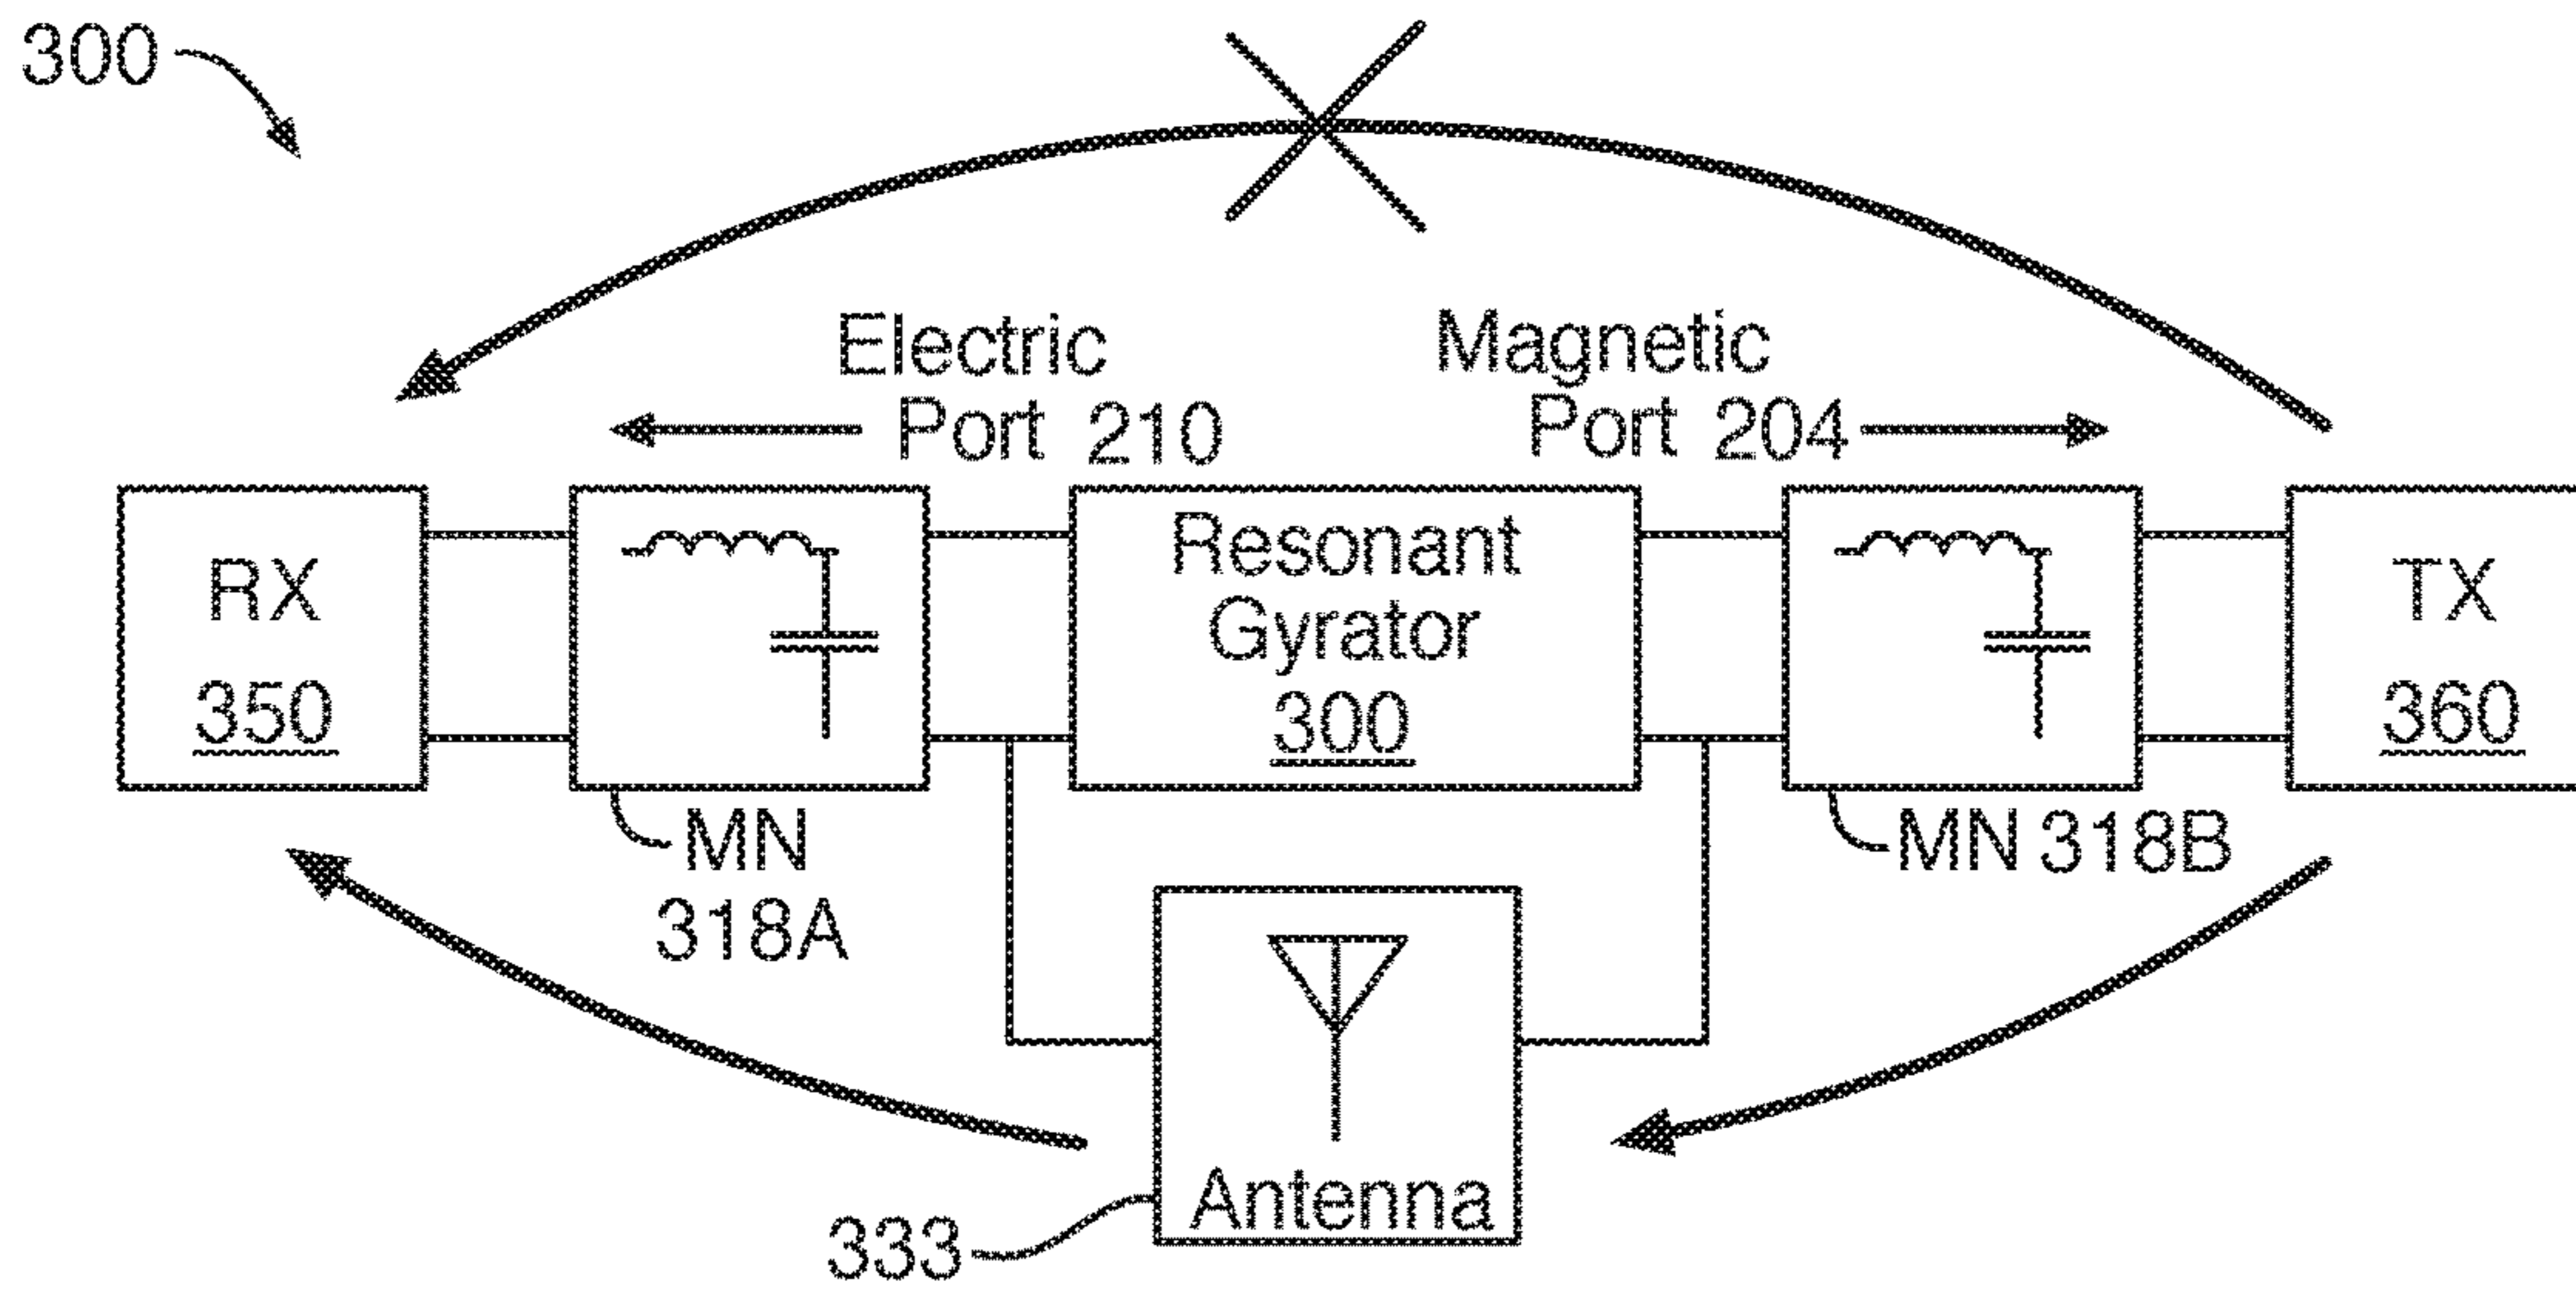 300
Electric
Port 210
Magnetic
Port 204
RX
350
Resonant
Gyrator
300
TX
360
MN
318A
MN 318B
Antenna
333